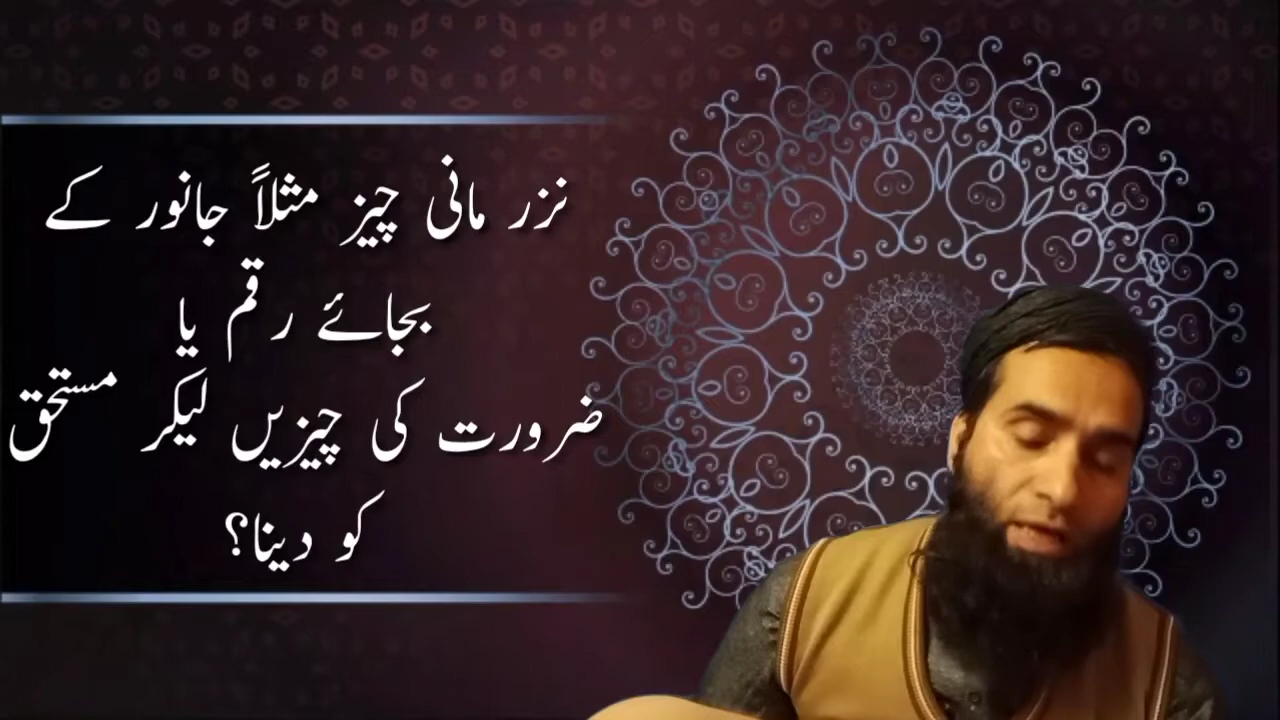 نزر مانی چیز مثلاً جانور کے
بجائے رقم یا
ضرورت کی چیزیں لیکر مستحق
کو دینا؟